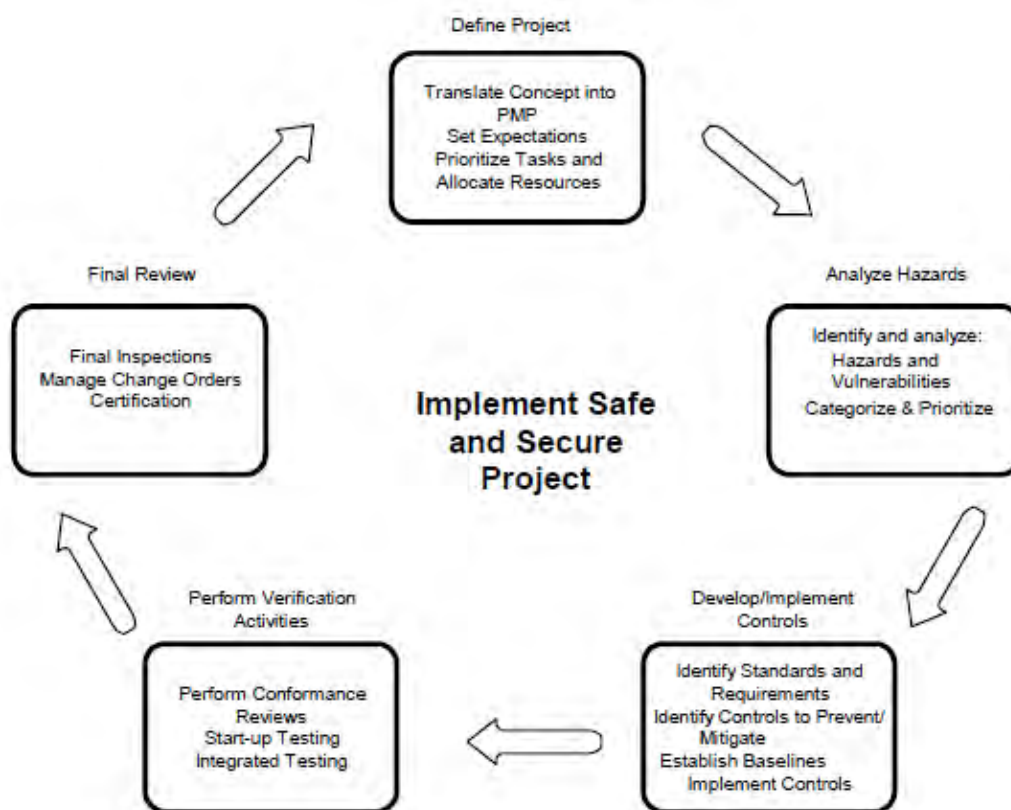 Define Project
Translate Concept into
PMP
Set Expectations
Prioritize Tasks and
Allocate Resources
Analyze Hazards
Identify and analyze:
Hazards and
Vulnerabilities
Categorize & Prioritize
Develop/Implement
Controls
Identify Standards and
Requirements
Identify Controls to Prevent/
Mitigate
Establish Baselines
Implement Controls
Perform Verification
Activities
Perform Conformance
Reviews
Start-up Testing
Integrated Testing
Final Review
Final Inspections
Manage Change Orders
Certification
Implement Safe
and Secure
Project